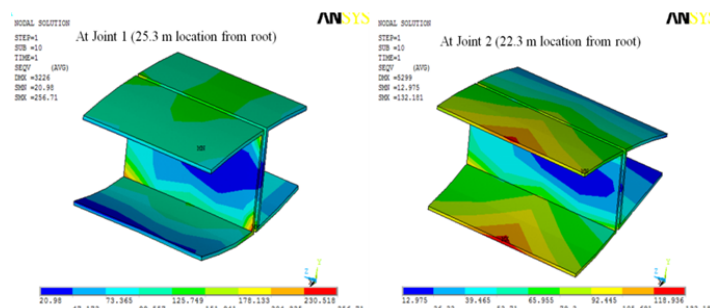 NODAL SOLUTION
STEP=1
SUB =10
TIME=1
SEQV (AVG)
DMX =3226
SMN =20.98
SMX =256.71
ANSYS
At Joint 1 (25.3 m location from root)
MN
20.98 73.365 125.749 178.133 230.518
NODAL SOLUTION
STEP=1
SUB =10
TIME=1
SEQV (AVG)
DMX =5299
SMN =12.975
SMX =132.181
ANSYS
At Joint 2 (22.3 m location from root)
12.975 39.465 65.955 92.445 118.936